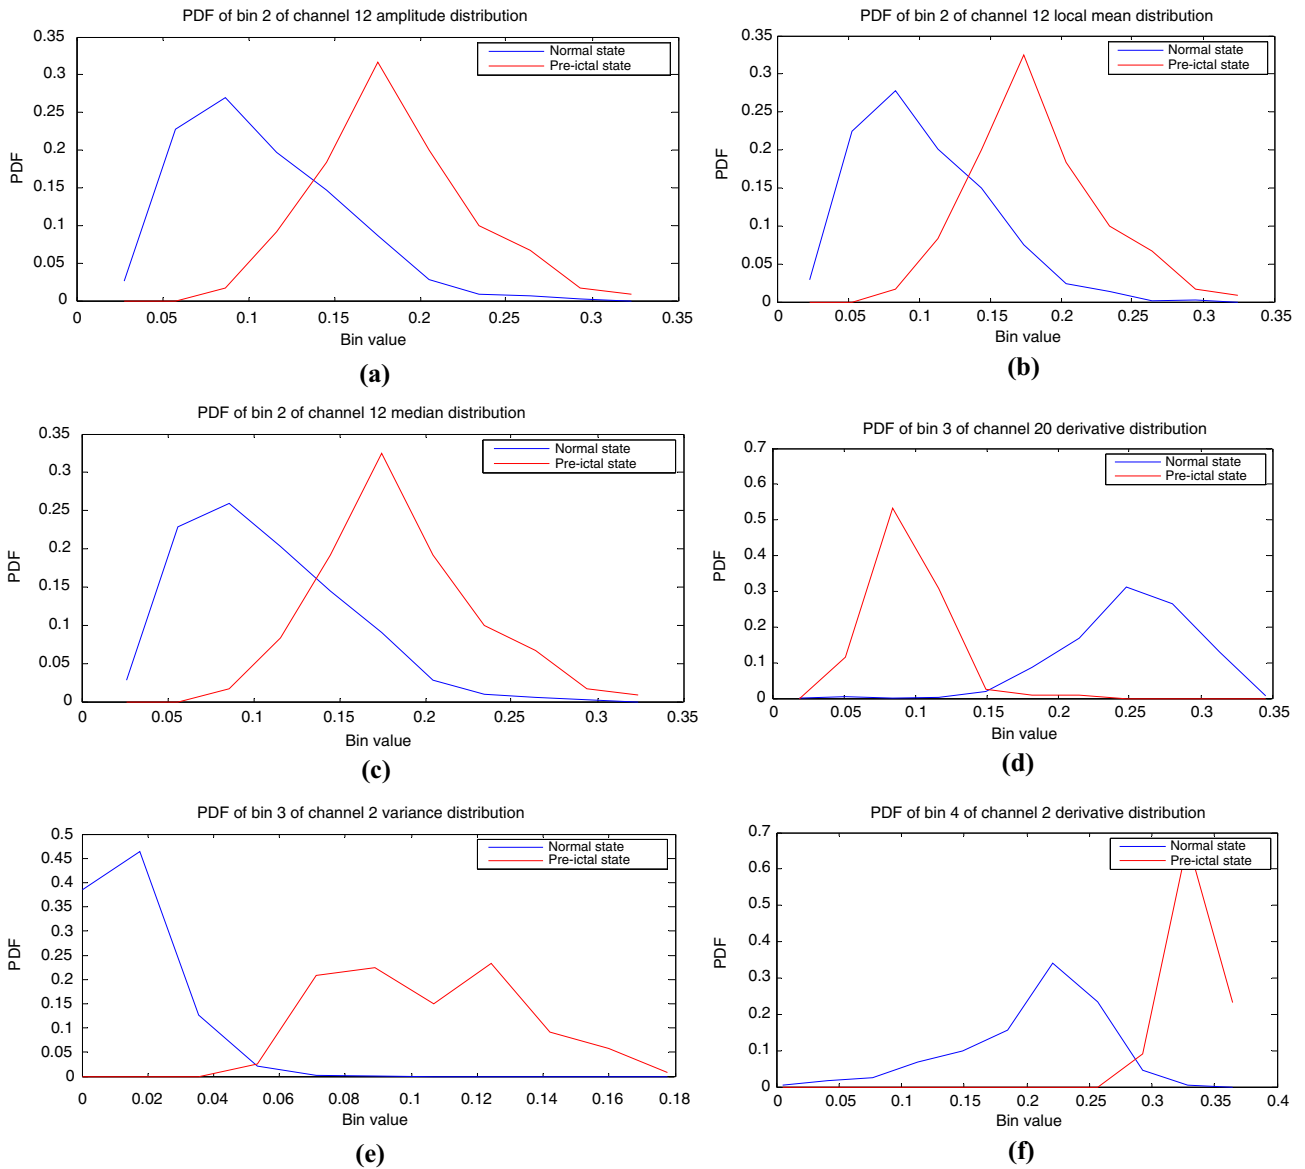 PDF of bin 2 of channel 12 amplitude distribution
0.35
0.3
0.25
0.2
0.15
0.1
0.05
0
PDF
Normal state
Pre-ictal state
0 0.05 0.1 0.15 0.2 0.25 0.3 0.35
Bin value
(a)
PDF of bin 2 of channel 12 local mean distribution
0.35
0.3
0.25
0.2
0.15
0.1
0.05
0
PDF
Normal state
Pre-ictal state
0 0.05 0.1 0.15 0.2 0.25 0.3 0.35
Bin value
(b)
PDF of bin 2 of channel 12 median distribution
0.35
0.3
0.25
0.2
0.15
0.1
0.05
0
PDF
Normal state
Pre-ictal state
0 0.05 0.1 0.15 0.2 0.25 0.3 0.35
Bin value
(c)
PDF of bin 3 of channel 20 derivative distribution
0.7
0.6
0.5
0.4
0.3
0.2
0.1
0
PDF
Normal state
Pre-ictal state
0 0.05 0.1 0.15 0.2 0.25 0.3 0.35
Bin value
(d)
PDF of bin 3 of channel 2 variance distribution
0.5
0.45
0.4
0.35
0.3
0.25
0.2
0.15
0.1
0.05
0
PDF
Normal state
Pre-ictal state
0 0.02 0.04 0.06 0.08 0.1 0.12 0.14 0.16 0.18
Bin value
(e)
PDF of bin 4 of channel 2 derivative distribution
0.7
0.6
0.5
0.4
0.3
0.2
0.1
0
PDF
Normal state
Pre-ictal state
0 0.05 0.1 0.15 0.2 0.25 0.3 0.35 0.4
Bin value
(f)